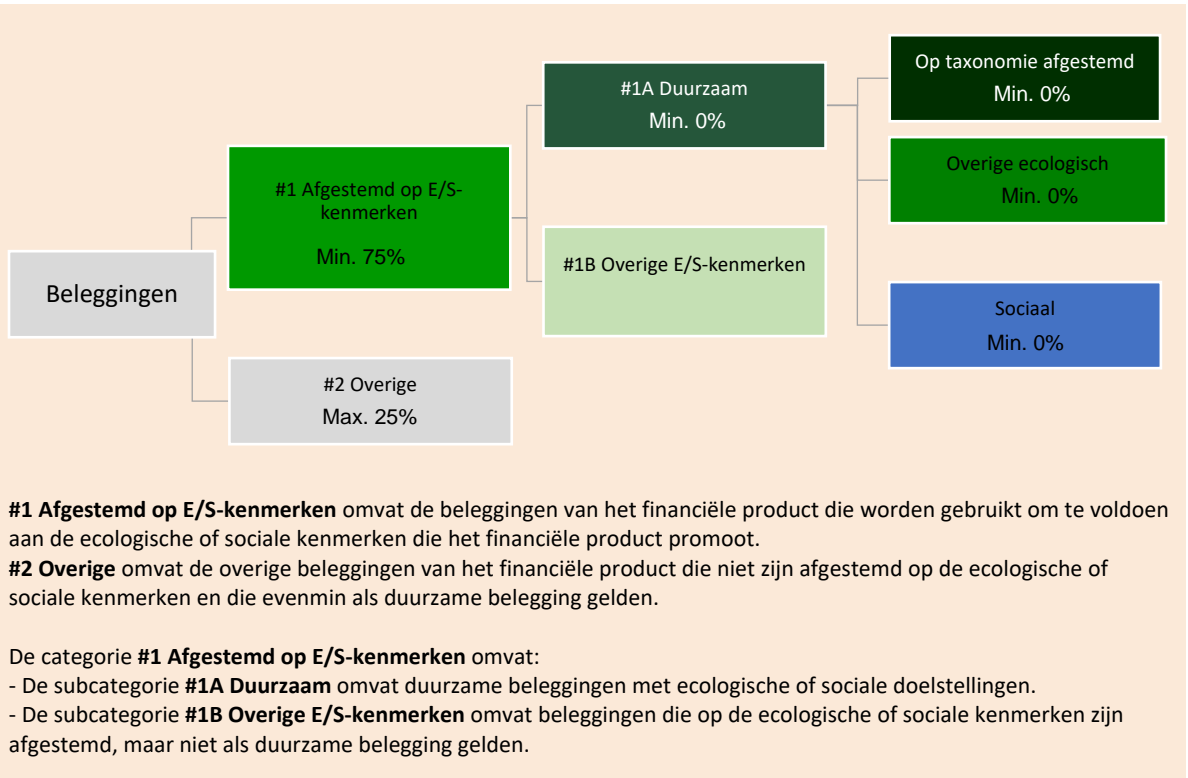 Beleggingen
#1 Afgestemd op E/S-
kenmerken
Min. 75%
#2 Overige
Max. 25%
#1A Duurzaam
Min. 0%
#1B Overige E/S-kenmerken
Op taxonomie afgestemd
Min. 0%
Overige ecologisch
Min. 0%
Sociaal
Min. 0%
#1 Afgestemd op E/S-kenmerken omvat de beleggingen van het financiële product die worden gebruikt om te voldoen
aan de ecologische of sociale kenmerken die het financiële product promoot.
#2 Overige omvat de overige beleggingen van het financiële product die niet zijn afgestemd op de ecologische of
sociale kenmerken en die evenmin als duurzame belegging gelden.
De categorie #1 Afgestemd op E/S-kenmerken omvat:
- De subcategorie #1A Duurzaam omvat duurzame beleggingen met ecologische of sociale doelstellingen.
- De subcategorie #1B Overige E/S-kenmerken omvat beleggingen die op de ecologische of sociale kenmerken zijn
afgestemd, maar niet als duurzame belegging gelden.